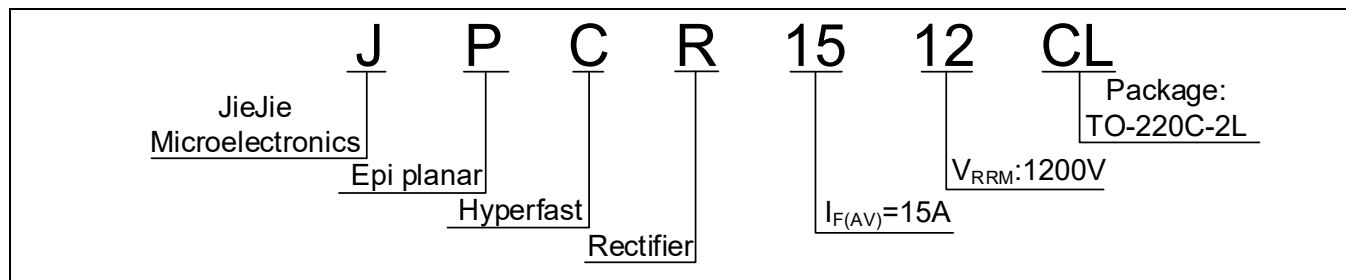 J P C R 15 12 CL
JieJie
Microelectronics
Package:
TO-220C-2L
Epi planar
VRRM:1200V
Hyperfast
IF(AV)=15A
Rectifier